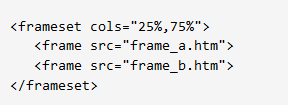 <frameset cols="25%,75%">
   <frame src="frame_a.htm">
   <frame src="frame_b.htm">
</frameset>